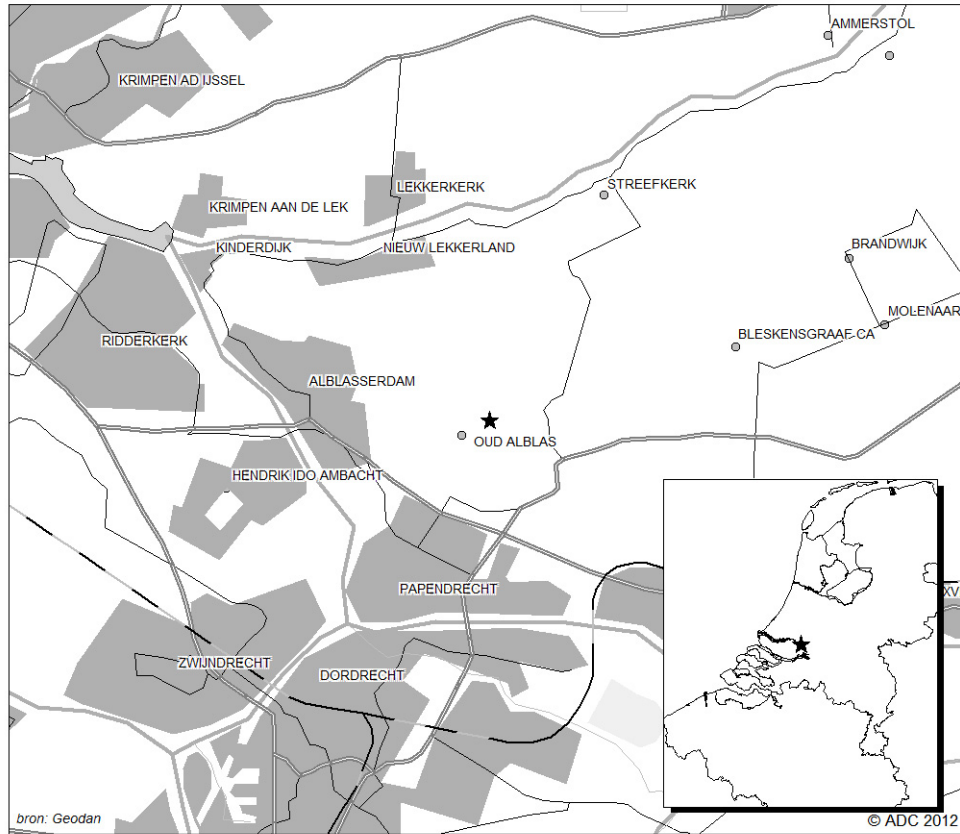 AMMERSTOL
KRIMPEN AD IJSSEL
LEKKERKERK
STREEFKERK
KRIMPEN AAN DE LEK
KINDERDIJK
NIEUW LEKKERLAND
BRANDWIJK
MOLENAAR
RIDDERKERK
BLESKENSGRAAF CA
ALBLASSERDAM
OUD ALBLAS
HENDRIK IDO AMBACHT
PAPENDRECHT
XV
ZWIJNDRECHT
DORDRECHT
bron: Geodan
© ADC 2012